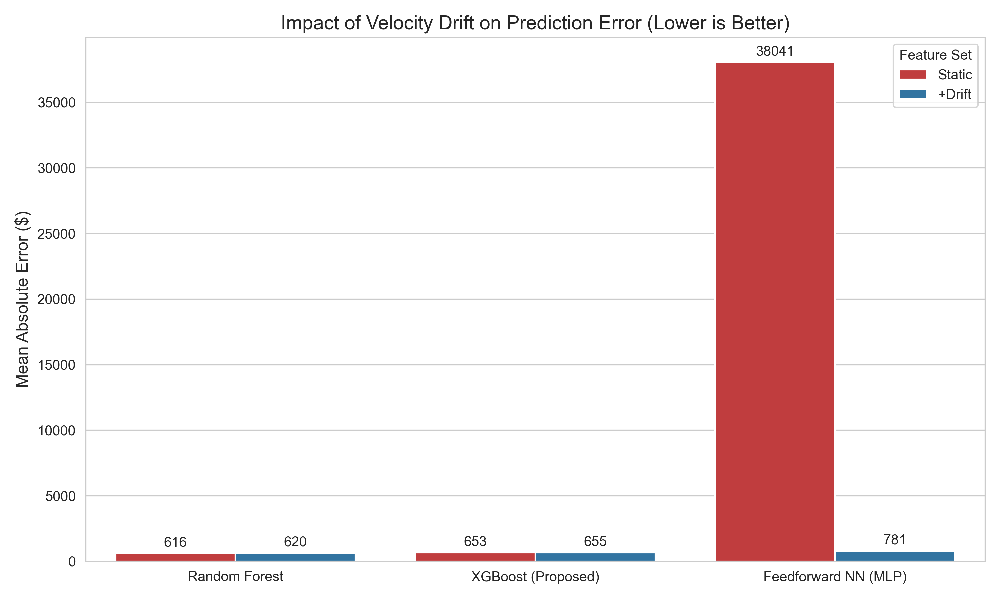 Impact of Velocity Drift on Prediction Error (Lower is Better)
Mean Absolute Error ($)
35000
30000
25000
20000
15000
10000
5000
0
38041
616
620
653
655
781
Feature Set
Static
+Drift
Random Forest
XGBoost (Proposed)
Feedforward NN (MLP)